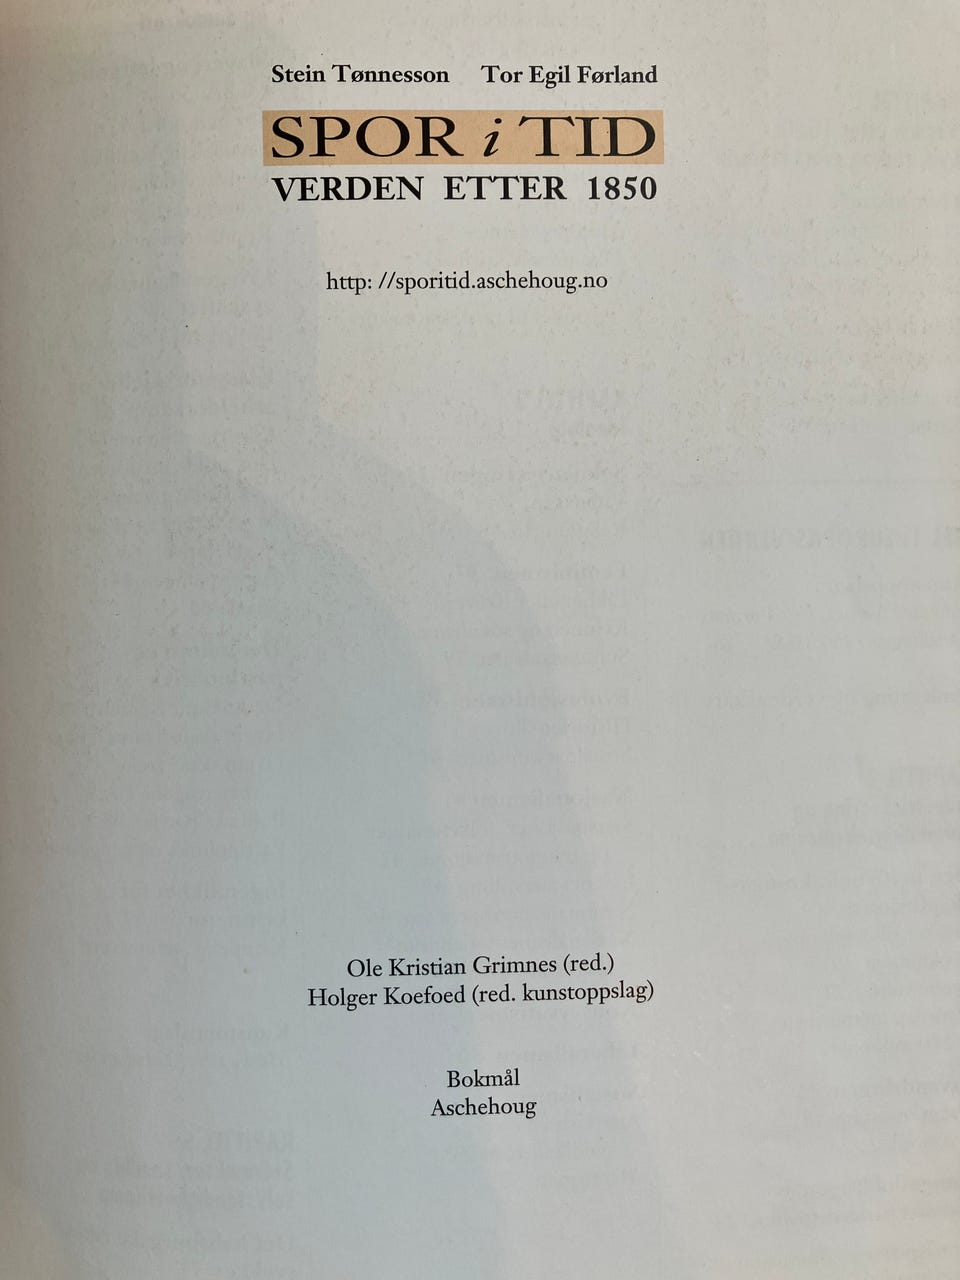 Stein Tønnesson Tor Egil Førland
SPOR i TID
VERDEN ETTER 1850
http: //sporitid.aschehoug.no
Ole Kristian Grimnes (red.)
Holger Koefoed (red. kunstoppslag)
Bokmål
Aschehoug